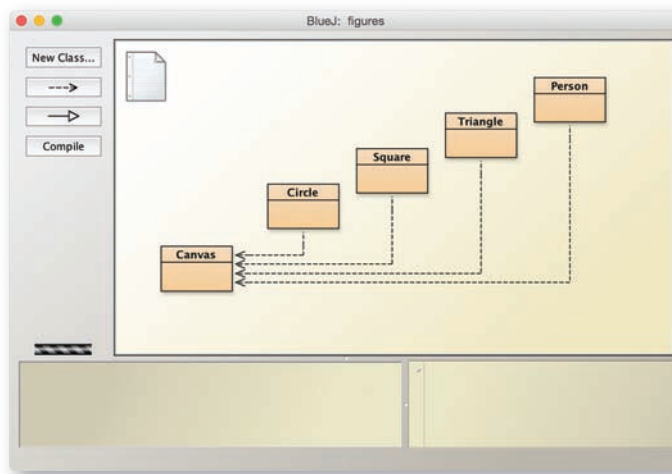 BlueJ: figures
New Class...
Compile
Person
Triangle
Square
Circle
Canvas